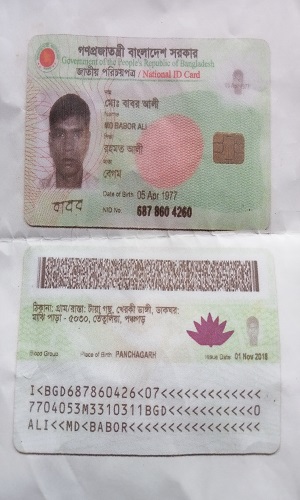 গণপ্রজাতন্ত্রী বাংলাদেশ সরকার
Government of the People's Republic of Bangladesh
জাতীয় পরিচয়পত্র / National ID Card
নাম
মোঃ বাবর আলী
Name
MD BABOR ALI
পিতা
রহমত আলী
মাতা
বেগম
Date of Birth 05 Apr 1977
NID No. 687 860 4260
বাবর
ঠিকানা: গ্রাম/রাস্তা:
ডাকঘর:
মাঝি পাড়া - ৫০৩০, তেতুলিয়া, পঞ্চগড়
Blood Group Place of Birth PANCHAGARH Issue Date 01 Nov 2018
I<BGD687860426<07<<<<<<<<<<<<<
7704053M3310311BGD<<<<<<<<<<<0
ALI<<MD<BABOR<<<<<<<<<<<<<<<<<